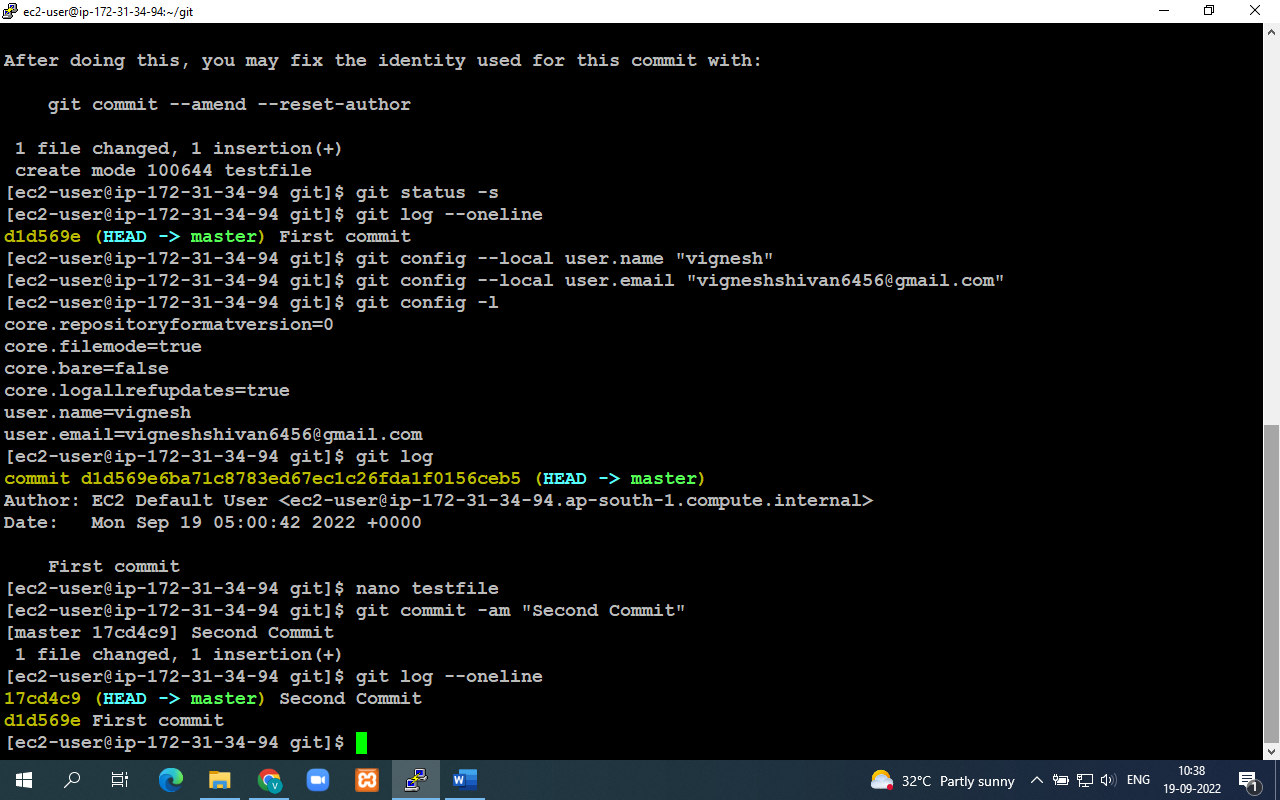 ec2-user@ip-172-31-34-94:~/git
After doing this, you may fix the identity used for this commit with:
    git commit --amend --reset-author
 1 file changed, 1 insertion(+)
 create mode 100644 testfile
[ec2-user@ip-172-31-34-94 git]$ git status -s
[ec2-user@ip-172-31-34-94 git]$ git log --oneline
d1d569e (HEAD -> master) First commit
[ec2-user@ip-172-31-34-94 git]$ git config --local user.name "vignesh"
[ec2-user@ip-172-31-34-94 git]$ git config --local user.email "vigneshshivan6456@gmail.com"
[ec2-user@ip-172-31-34-94 git]$ git config -l
core.repositoryformatversion=0
core.filemode=true
core.bare=false
core.logallrefupdates=true
user.name=vignesh
user.email=vigneshshivan6456@gmail.com
[ec2-user@ip-172-31-34-94 git]$ git log
commit d1d569e6ba71c8783ed67ec1c26fda1f0156ceb5 (HEAD -> master)
Author: EC2 Default User <ec2-user@ip-172-31-34-94.ap-south-1.compute.internal>
Date:   Mon Sep 19 05:00:42 2022 +0000
    First commit
[ec2-user@ip-172-31-34-94 git]$ nano testfile
[ec2-user@ip-172-31-34-94 git]$ git commit -am "Second Commit"
[master 17cd4c9] Second Commit
 1 file changed, 1 insertion(+)
[ec2-user@ip-172-31-34-94 git]$ git log --oneline
17cd4c9 (HEAD -> master) Second Commit
d1d569e First commit
[ec2-user@ip-172-31-34-94 git]$
32°C Partly sunny
ENG
10:38
19-09-2022
1